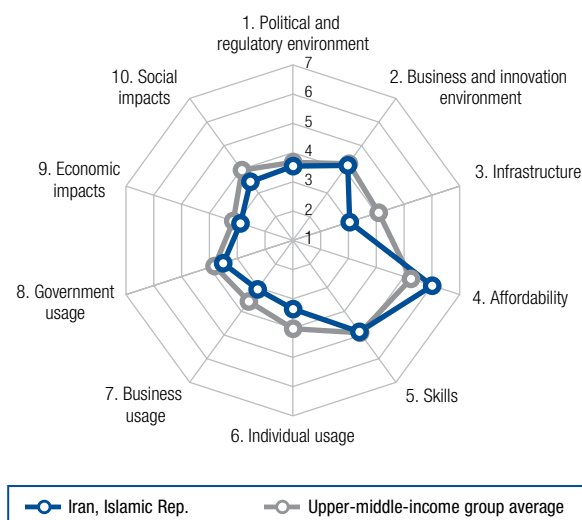 1. Political and
regulatory environment
2. Business and innovation
environment
3. Infrastructure
4. Affordability
5. Skills
6. Individual usage
7. Business
usage
8. Government
usage
9. Economic
impacts
10. Social
impacts
7
6
5
4
3
2
1
Iran, Islamic Rep.
Upper-middle-income group average